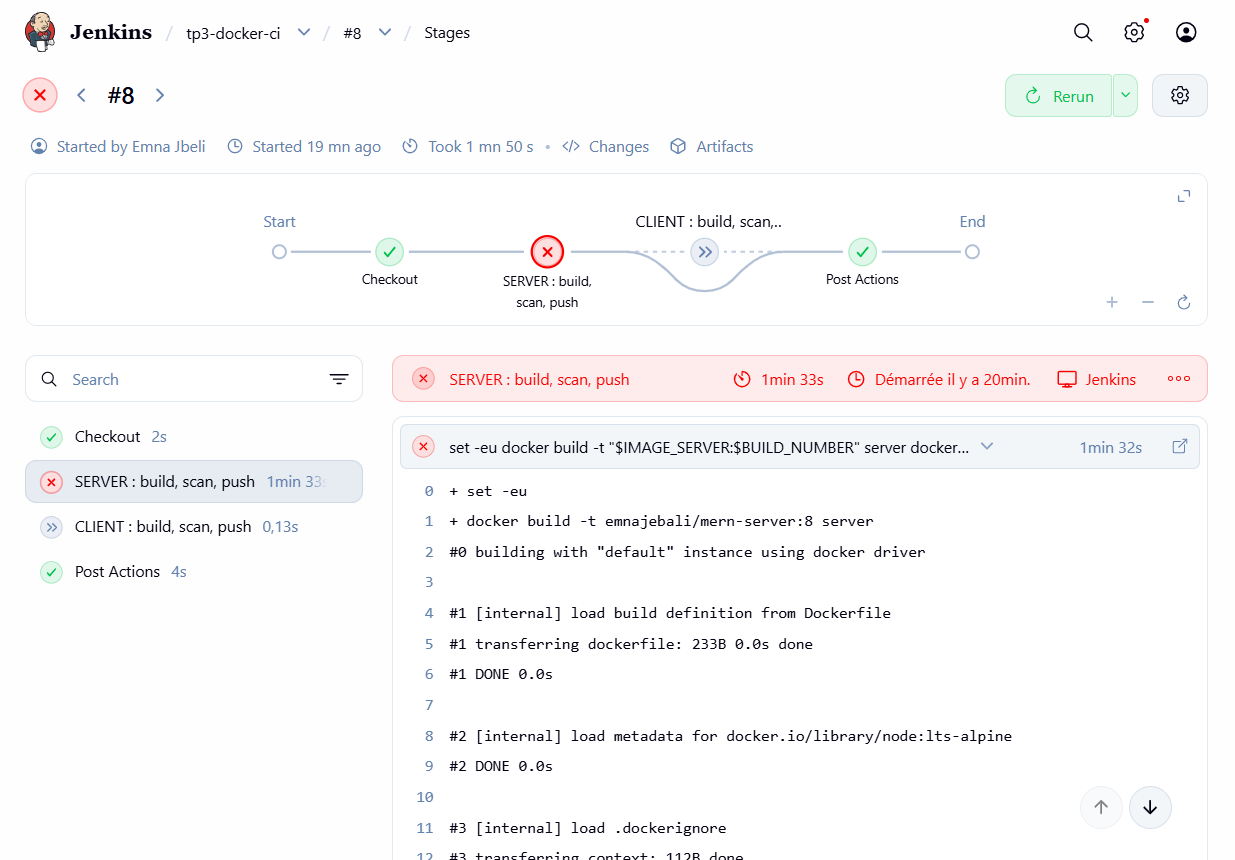 Jenkins / tp3-docker-ci / #8 / Stages
#8
Rerun
Started by Emna Jbeli Started 19 mn ago Took 1 mn 50 s • </> Changes Artifacts
Start
CLIENT : build, scan,..
End
Checkout
SERVER : build,
scan, push
Post Actions
Search
Checkout 2s
SERVER : build, scan, push 1min 33s
CLIENT : build, scan, push 0,13s
Post Actions 4s
SERVER : build, scan, push 1min 33s Démarrée il y a 20min. Jenkins
set -eu docker build -t "$IMAGE_SERVER:$BUILD_NUMBER" server docker... 1min 32s
0 + set -eu
1 + docker build -t emnajebali/mern-server:8 server
2 #0 building with "default" instance using docker driver
3
4 #1 [internal] load build definition from Dockerfile
5 #1 transferring dockerfile: 233B 0.0s done
6 #1 DONE 0.0s
7
8 #2 [internal] load metadata for docker.io/library/node:lts-alpine
9 #2 DONE 0.0s
10
11 #3 [internal] load .dockerignore
12 #3 transferring context: 112B done